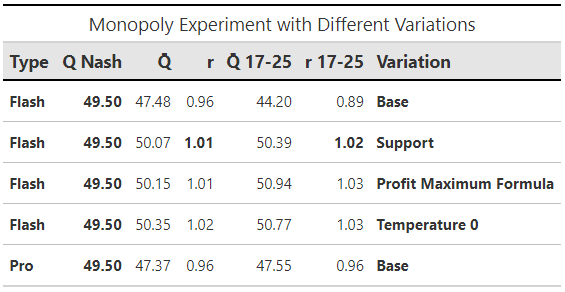 Monopoly Experiment with Different Variations
Type Q Nash Q̄ r Q̄ 17-25 r 17-25 Variation
Flash 49.50 47.48 0.96 44.20 0.89 Base
Flash 49.50 50.07 1.01 50.39 1.02 Support
Flash 49.50 50.15 1.01 50.94 1.03 Profit Maximum Formula
Flash 49.50 50.35 1.02 50.77 1.03 Temperature 0
Pro 49.50 47.37 0.96 47.55 0.96 Base